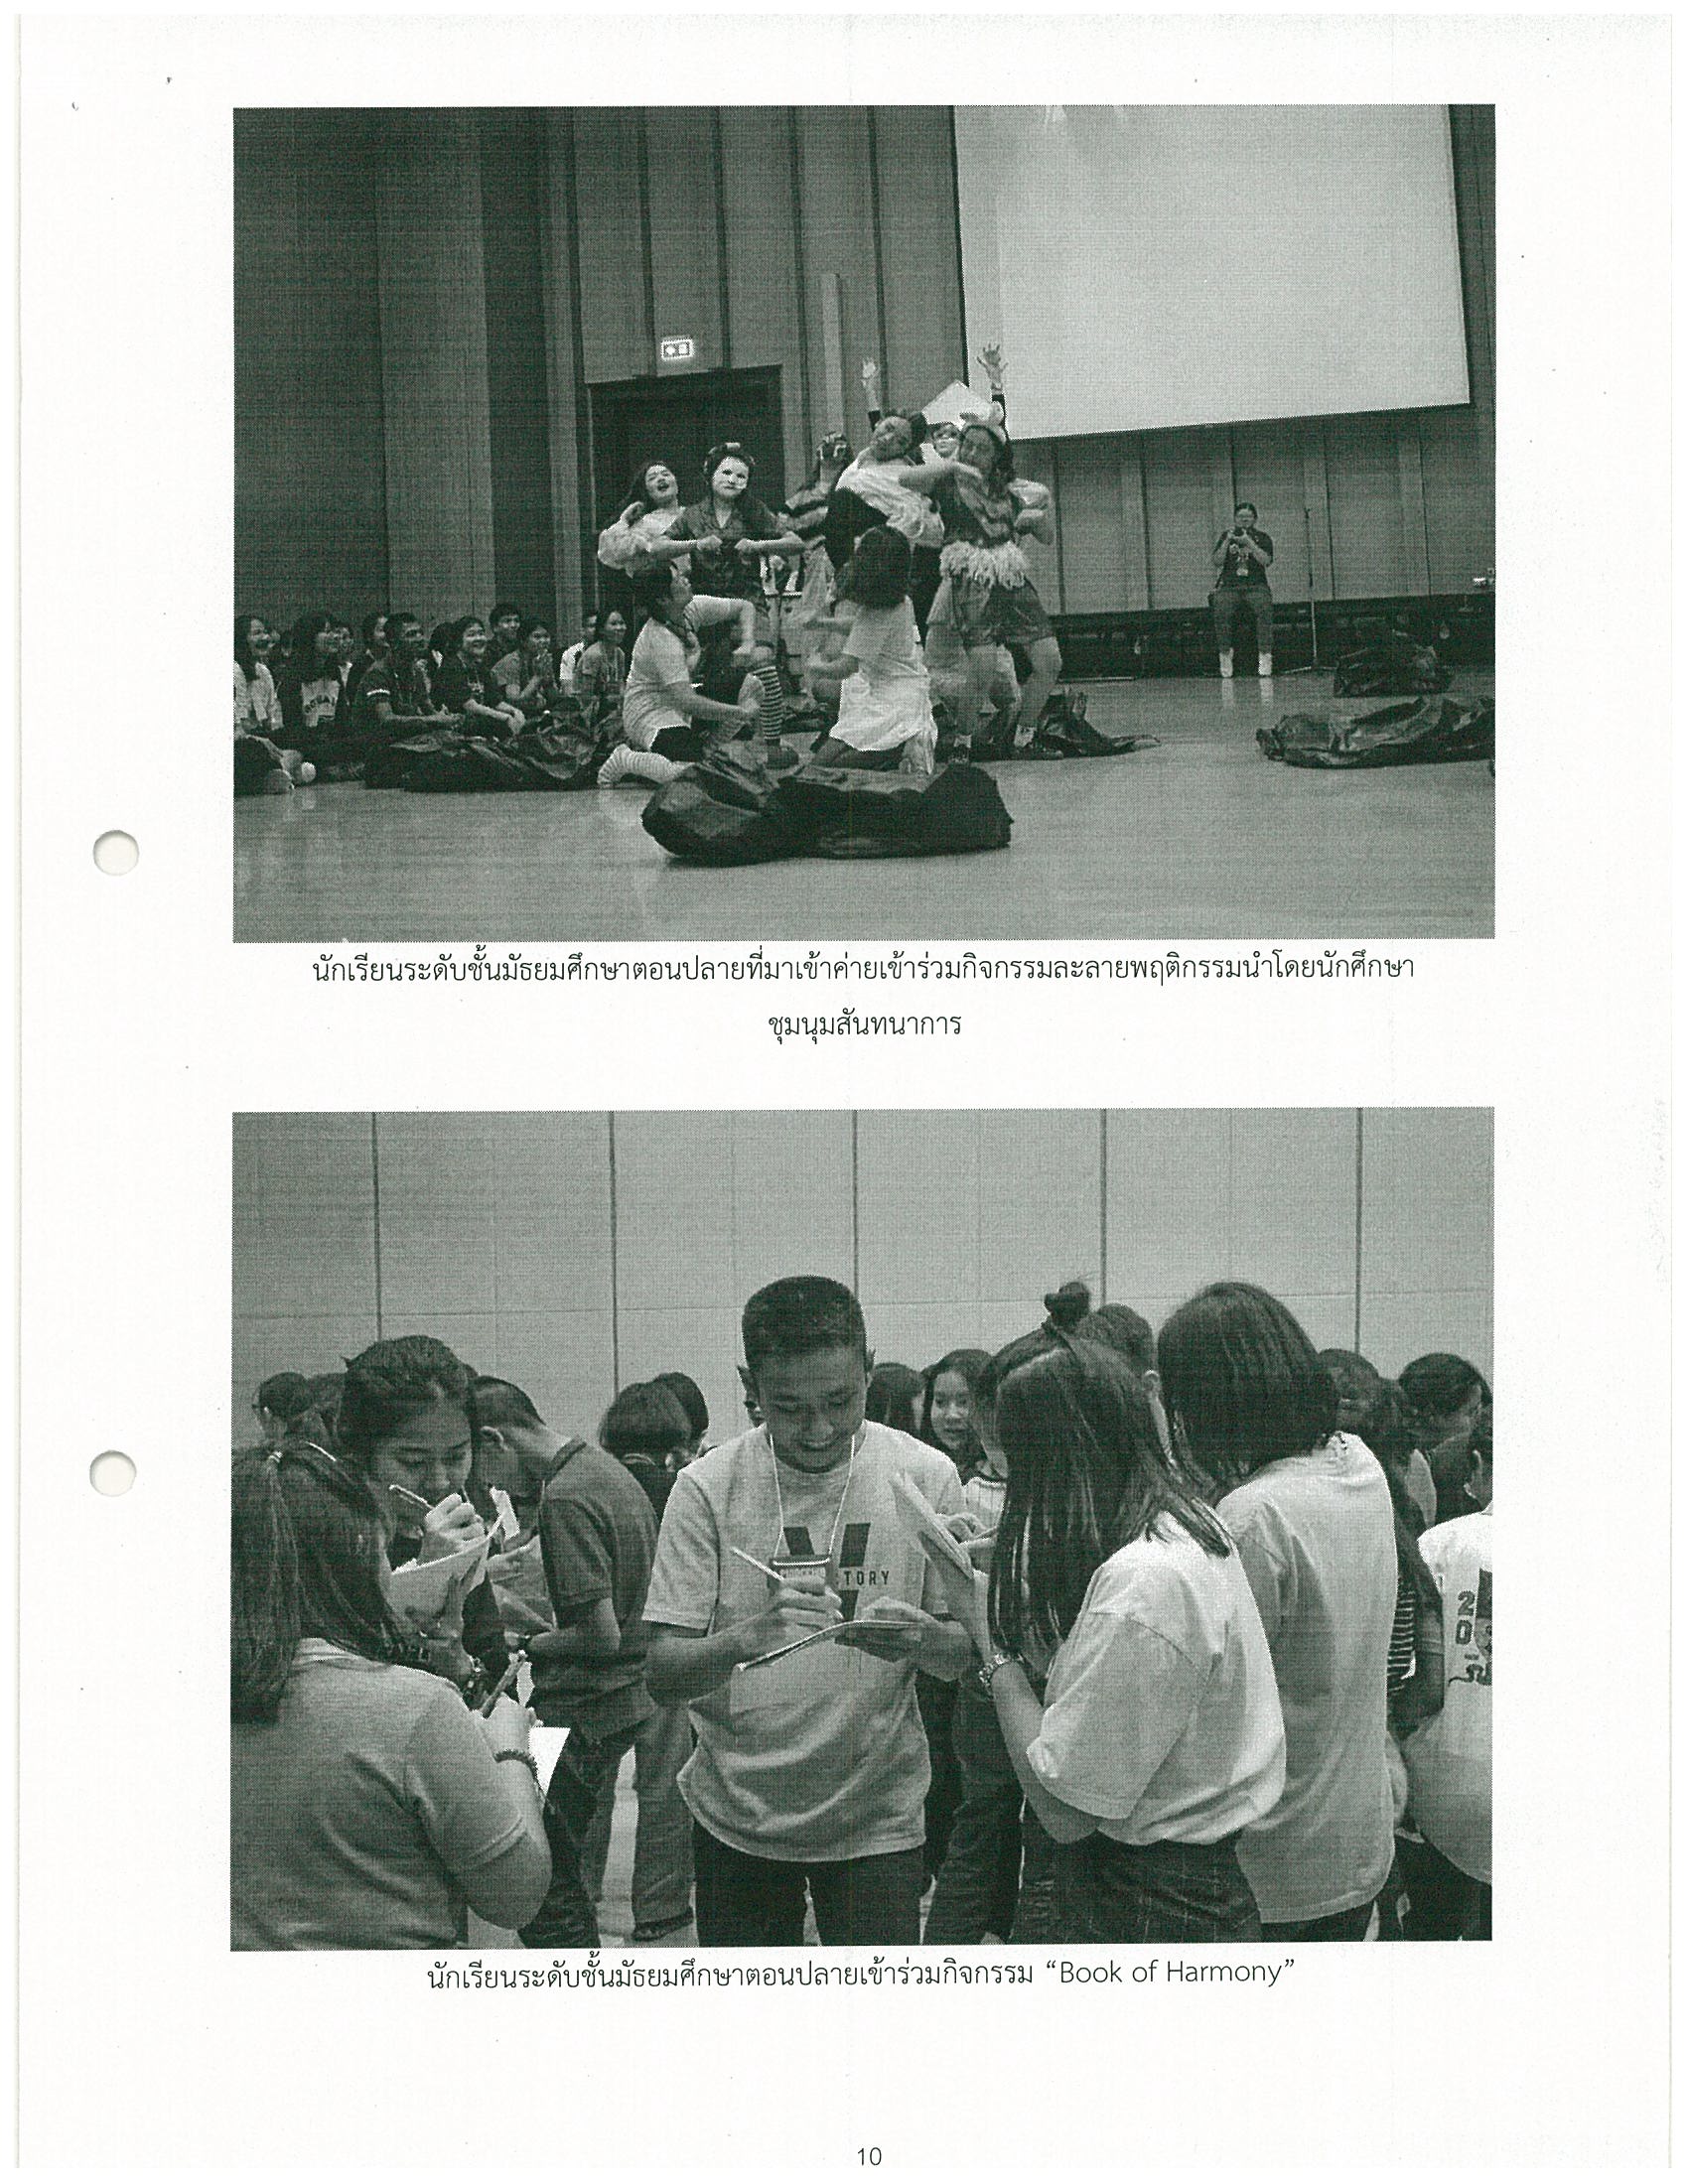 นักเรียนระดับชั้นมัธยมศึกษาตอนปลายที่มาเข้าค่ายเข้าร่วมกิจกรรมละลายพฤติกรรมนำโดยนักศึกษา
ชุมนุมสันทนาการ
TORY
20
นักเรียนระดับชั้นมัธยมศึกษาตอนปลายเข้าร่วมกิจกรรม “Book of Harmony”
10